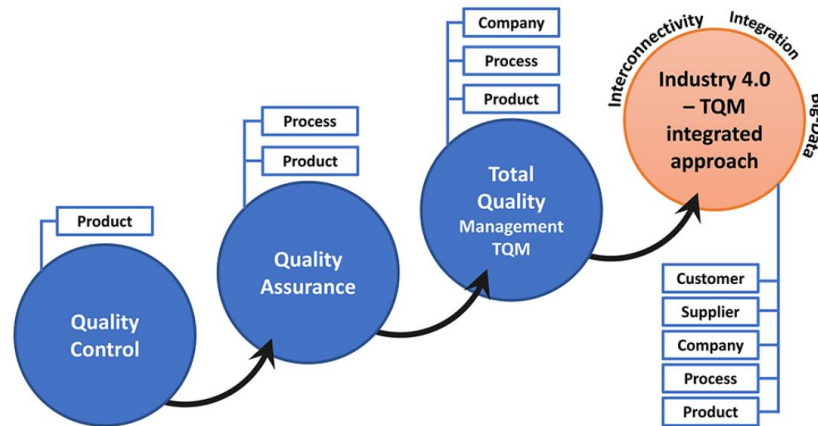 Product
Quality
Control
Process
Product
Quality
Assurance
Company
Process
Product
Total
Quality
Management
TQM
Interconnectivity
Integration
Big-Data
Industry 4.0
– TQM
integrated
approach
Customer
Supplier
Company
Process
Product